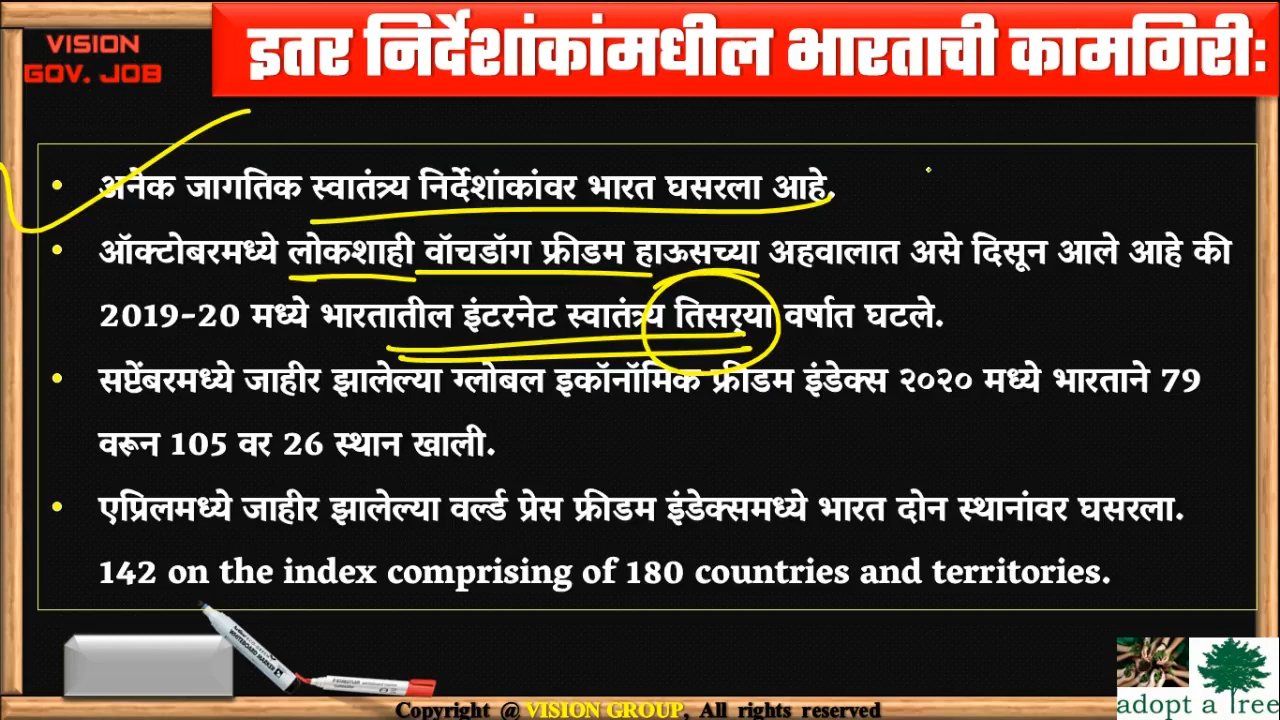 VISION
GOV. JOB
इतर निर्देशांकांमधील भारताची कामगिरी:
• अनेक जागतिक स्वातंत्र्य निर्देशांकांवर भारत घसरला आहे.
• ऑक्टोबरमध्ये लोकशाही वॉचडॉग फ्रीडम हाऊसच्या अहवालात असे दिसून आले आहे की
2019-20 मध्ये भारतातील इंटरनेट स्वातंत्र्य तिसर्‍या वर्षात घटले.
• सप्टेंबरमध्ये जाहीर झालेल्या ग्लोबल इकॉनॉमिक फ्रीडम इंडेक्स २०२० मध्ये भारताने 79
वरून 105 वर 26 स्थान खाली.
• एप्रिलमध्ये जाहीर झालेल्या वर्ल्ड प्रेस फ्रीडम इंडेक्समध्ये भारत दोन स्थानांवर घसरला.
142 on the index comprising of 180 countries and territories.
adopt a Tree
Copyright @ VISION GROUP, All rights reserved